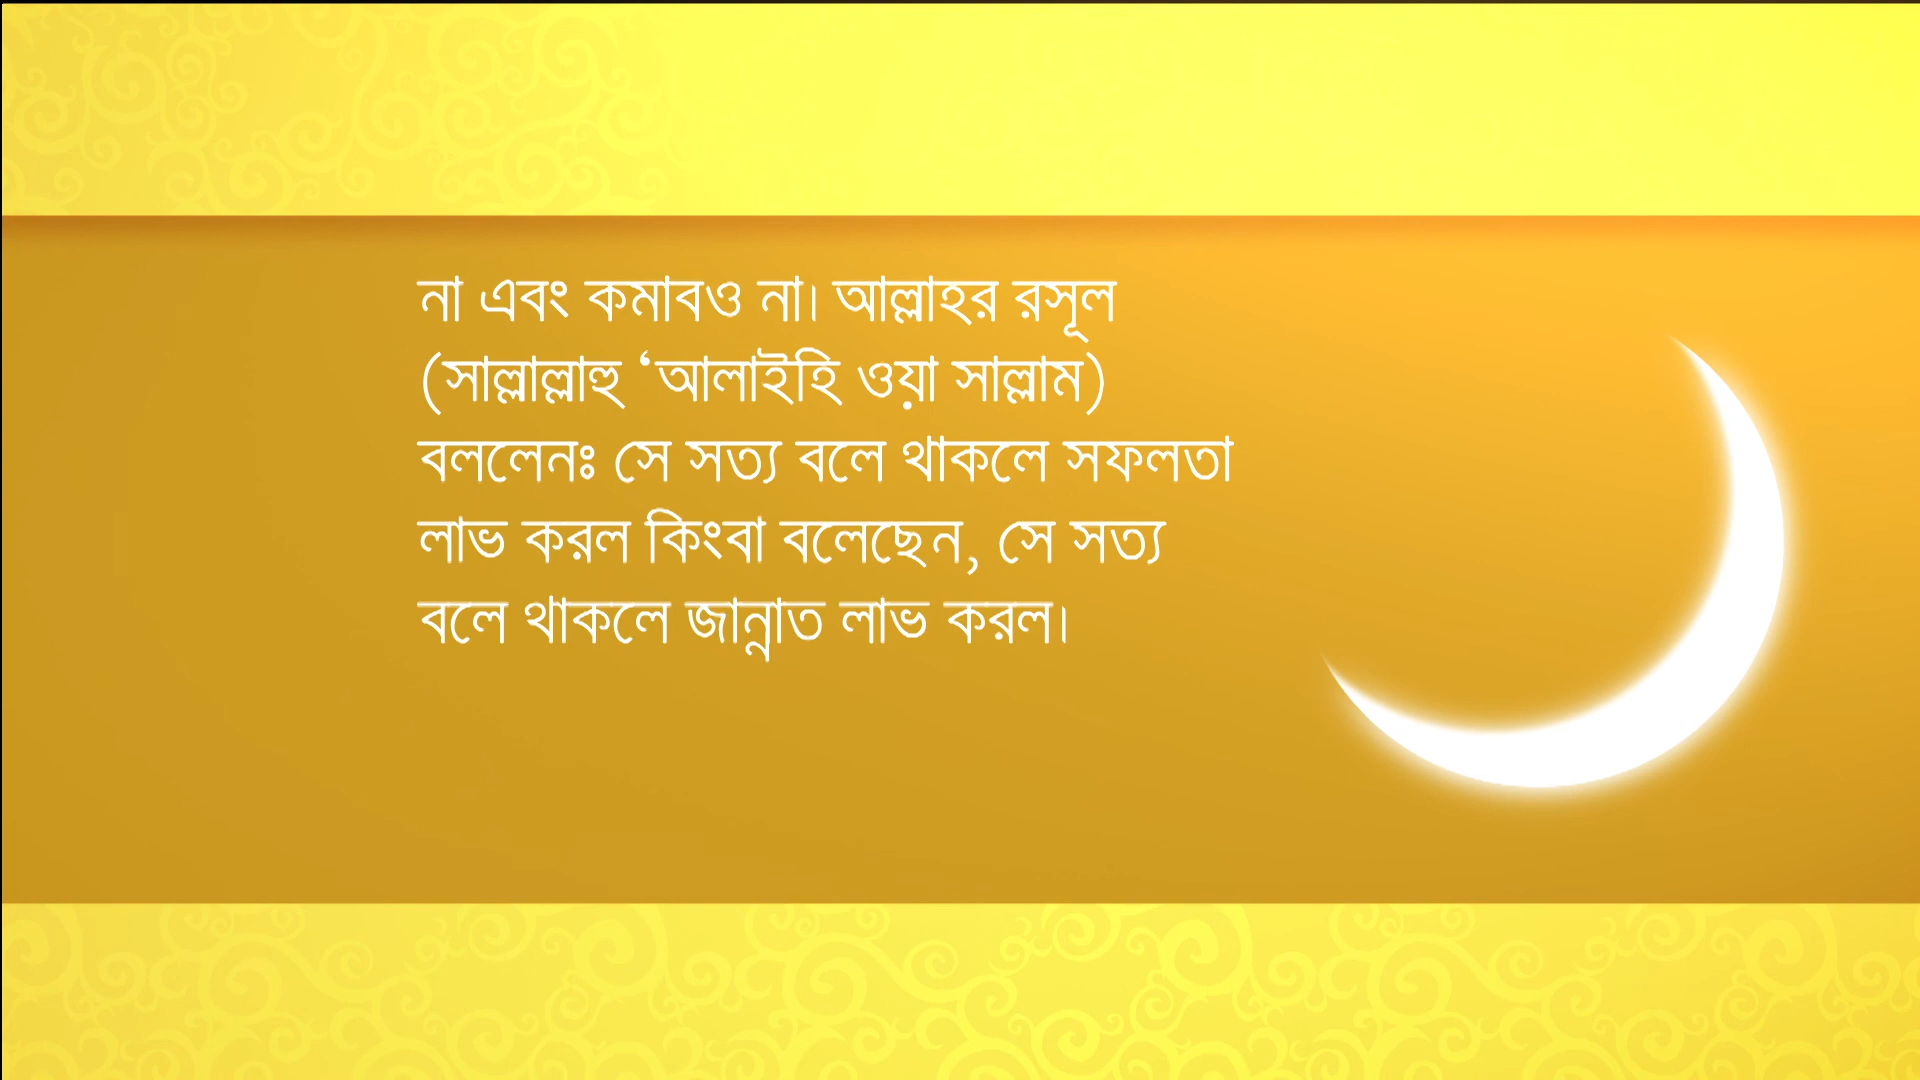 না এবং কমাবও না। আল্লাহর রসূল
(সাল্লাল্লাহু ‘আলাইহি ওয়া সাল্লাম)
বললেনঃ সে সত্য বলে থাকলে সফলতা
লাভ করল কিংবা বলেছেন, সে সত্য
বলে থাকলে জান্নাত লাভ করল।